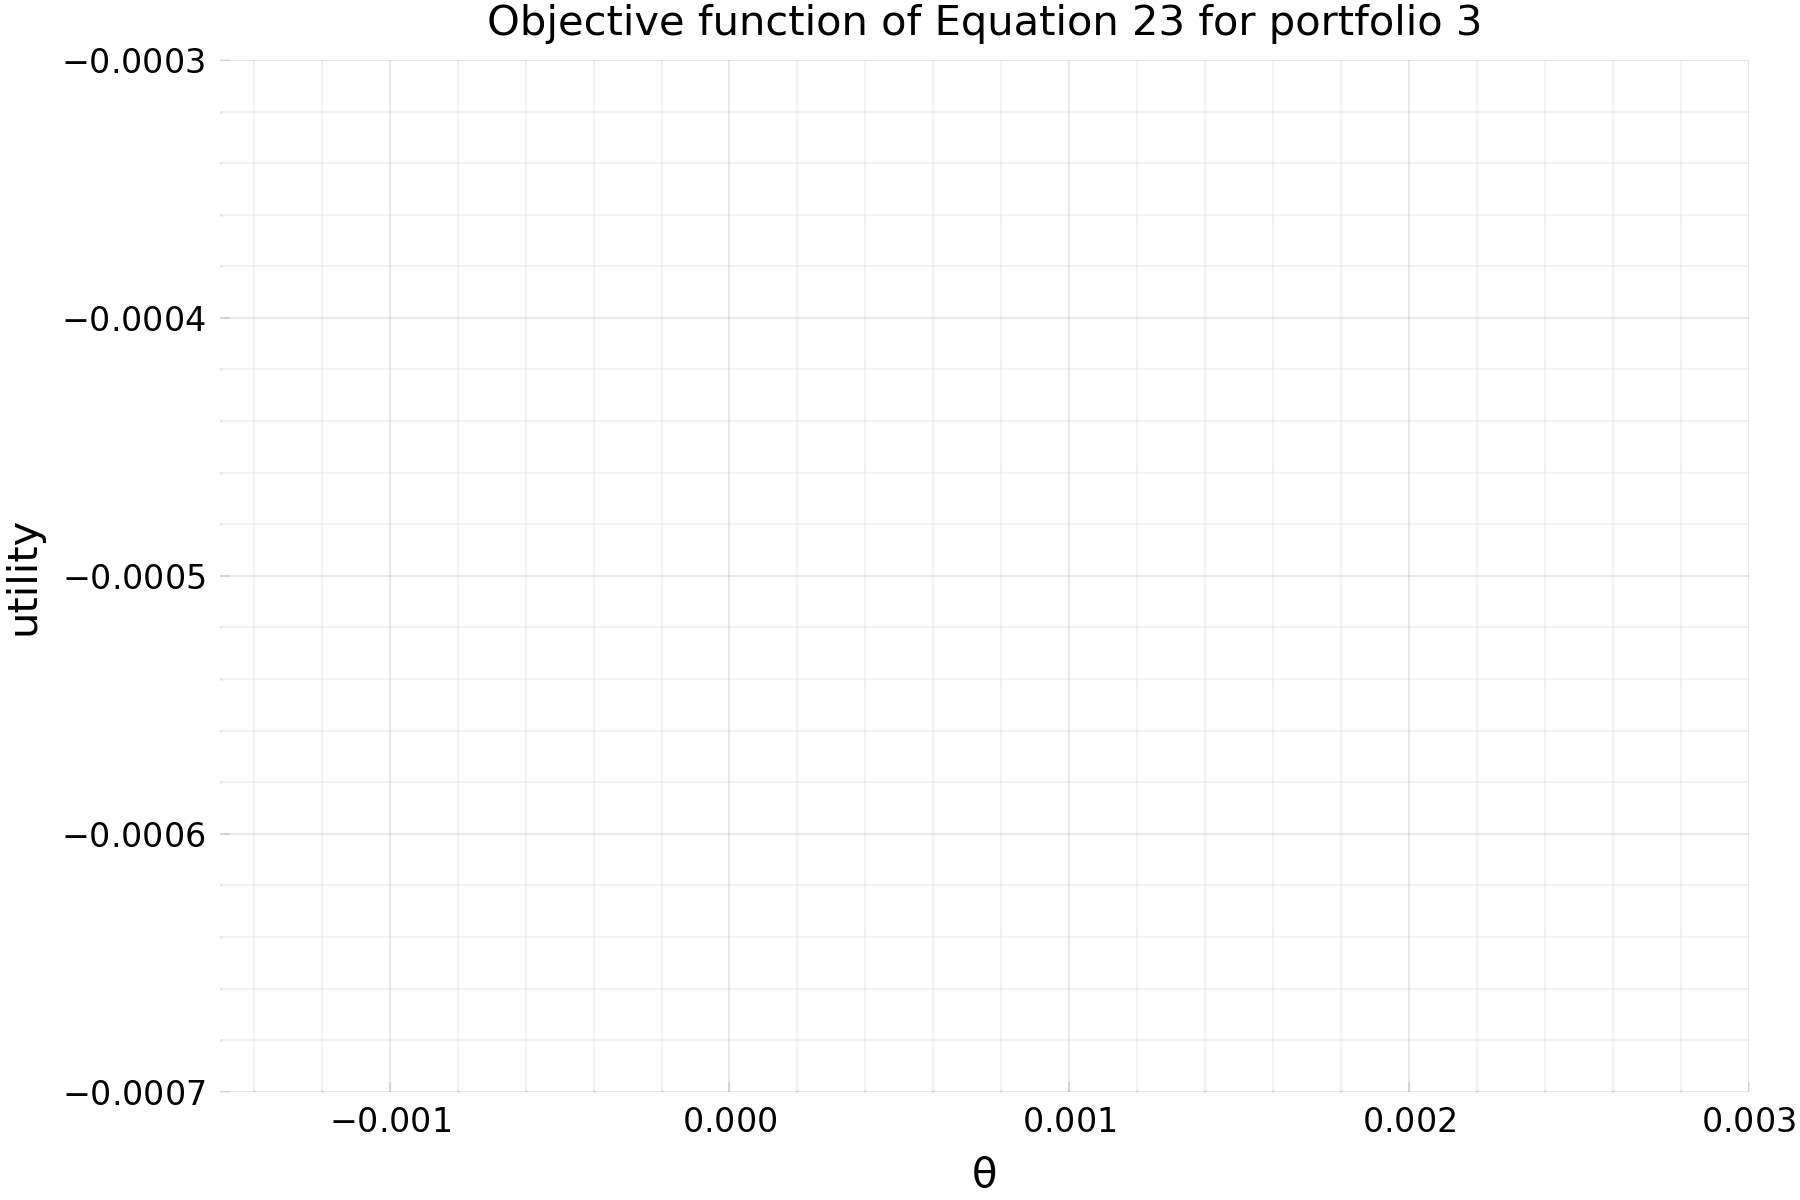 Objective function of Equation 23 for portfolio 3
−0.0003
−0.0004
−0.0005
−0.0006
−0.0007
utility
−0.001 0.000 0.001 0.002 0.003
θ